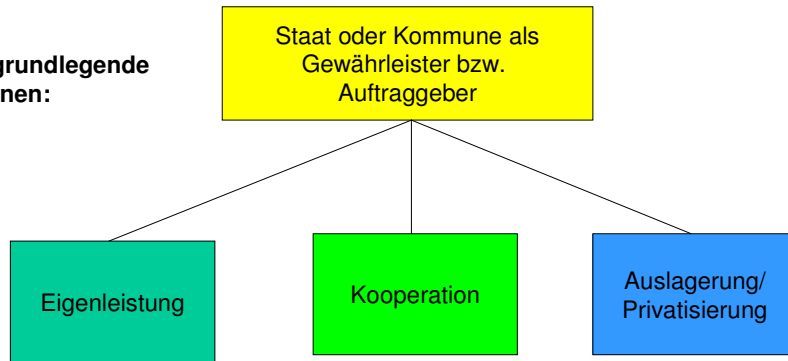 grundlegende
nen:
Staat oder Kommune als
Gewährleister bzw.
Auftraggeber
Eigenleistung
Kooperation
Auslagerung/
Privatisierung